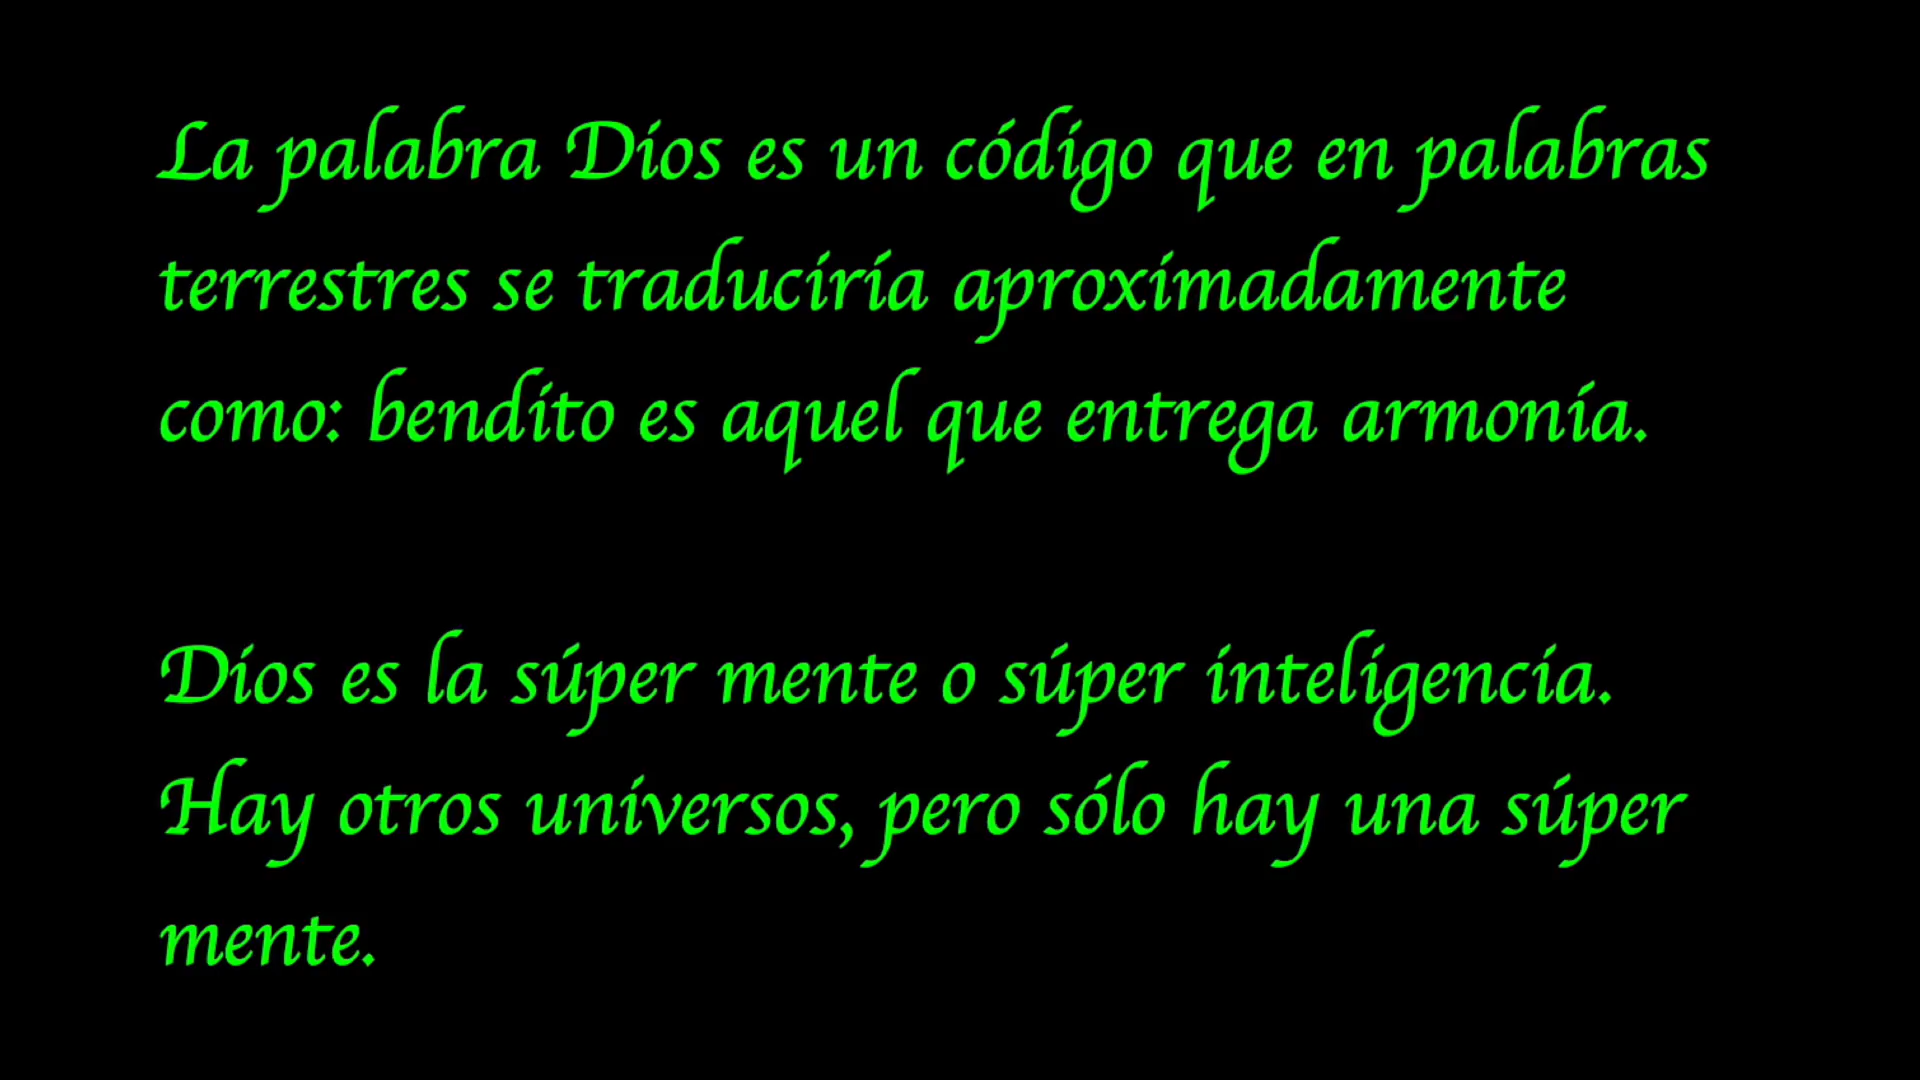 La palabra Dios es un código que en palabras
terrestres se traduciría aproximadamente
como: bendito es aquel que entrega armonía.
Dios es la súper mente o súper inteligencia.
Hay otros universos, pero sólo hay una súper
mente.